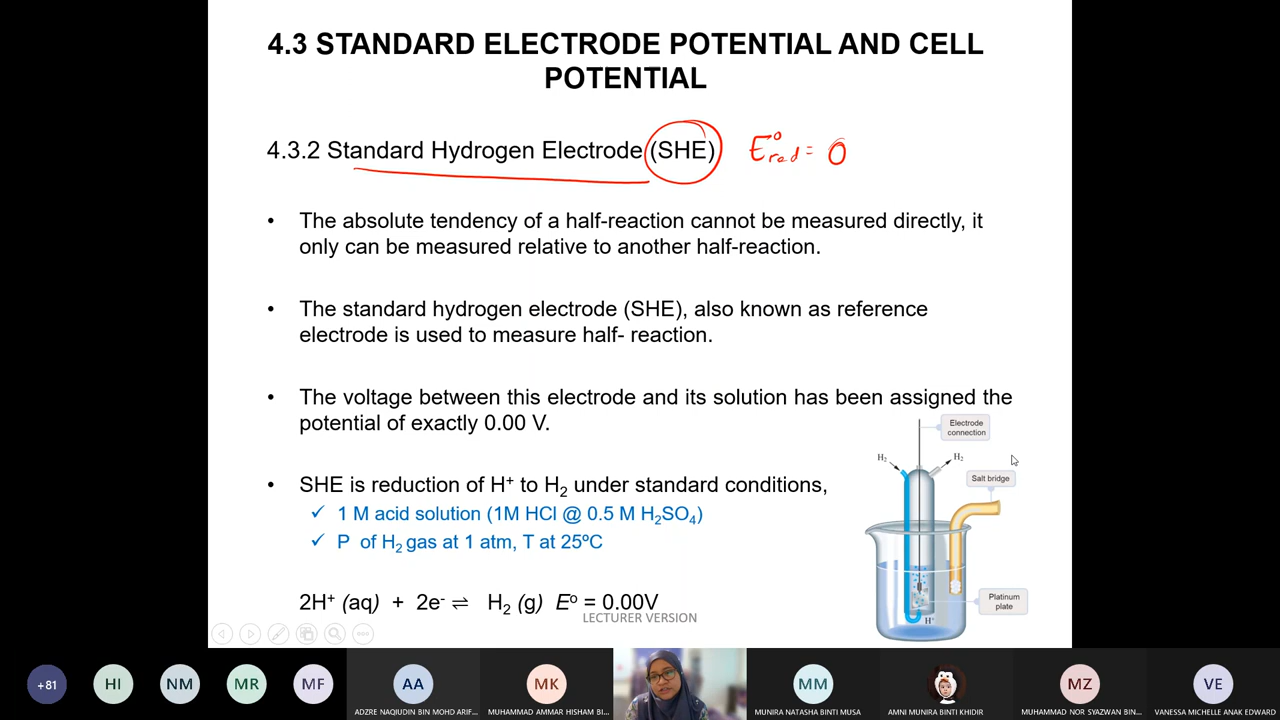 4.3 STANDARD ELECTRODE POTENTIAL AND CELL
POTENTIAL
4.3.2 Standard Hydrogen Electrode (SHE) E°red = 0
• The absolute tendency of a half-reaction cannot be measured directly, it
only can be measured relative to another half-reaction.
• The standard hydrogen electrode (SHE), also known as reference
electrode is used to measure half- reaction.
• The voltage between this electrode and its solution has been assigned the
potential of exactly 0.00 V.
Electrode
connection
H₂
H₂
Salt bridge
• SHE is reduction of H⁺ to H₂ under standard conditions,
✓ 1 M acid solution (1M HCl @ 0.5 M H₂SO₄)
✓ P of H₂ gas at 1 atm, T at 25ºC
Platinum
plate
H⁺
2H⁺ (aq) + 2e⁻ ⇌ H₂ (g) Eº = 0.00V
LECTURER VERSION
+81 HI NM MR MF AA MK MM MZ VE
ADZRE NAQIUDIN BIN MOHD ARIF... MUHAMMAD AMMAR HISHAM BI... MUNIRA NATASHA BINTI MUSA AMNI MUNIRA BINTI KHIDIR MUHAMMAD NOR SYAZWAN BIN... VANESSA MICHELLE ANAK EDWARD